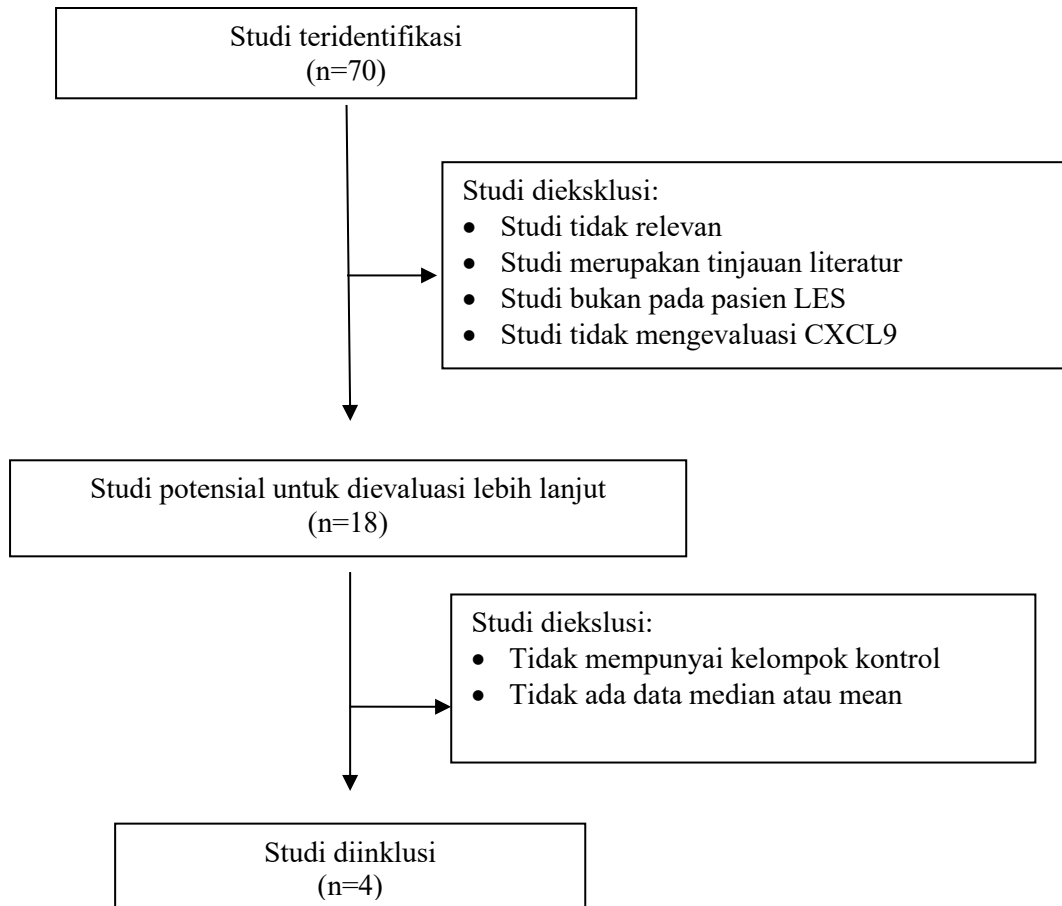 Studi teridentifikasi
(n=70)
Studi dieksklusi:
• Studi tidak relevan
• Studi merupakan tinjauan literatur
• Studi bukan pada pasien LES
• Studi tidak mengevaluasi CXCL9
Studi potensial untuk dievaluasi lebih lanjut
(n=18)
Studi diekslusi:
• Tidak mempunyai kelompok kontrol
• Tidak ada data median atau mean
Studi diinklusi
(n=4)